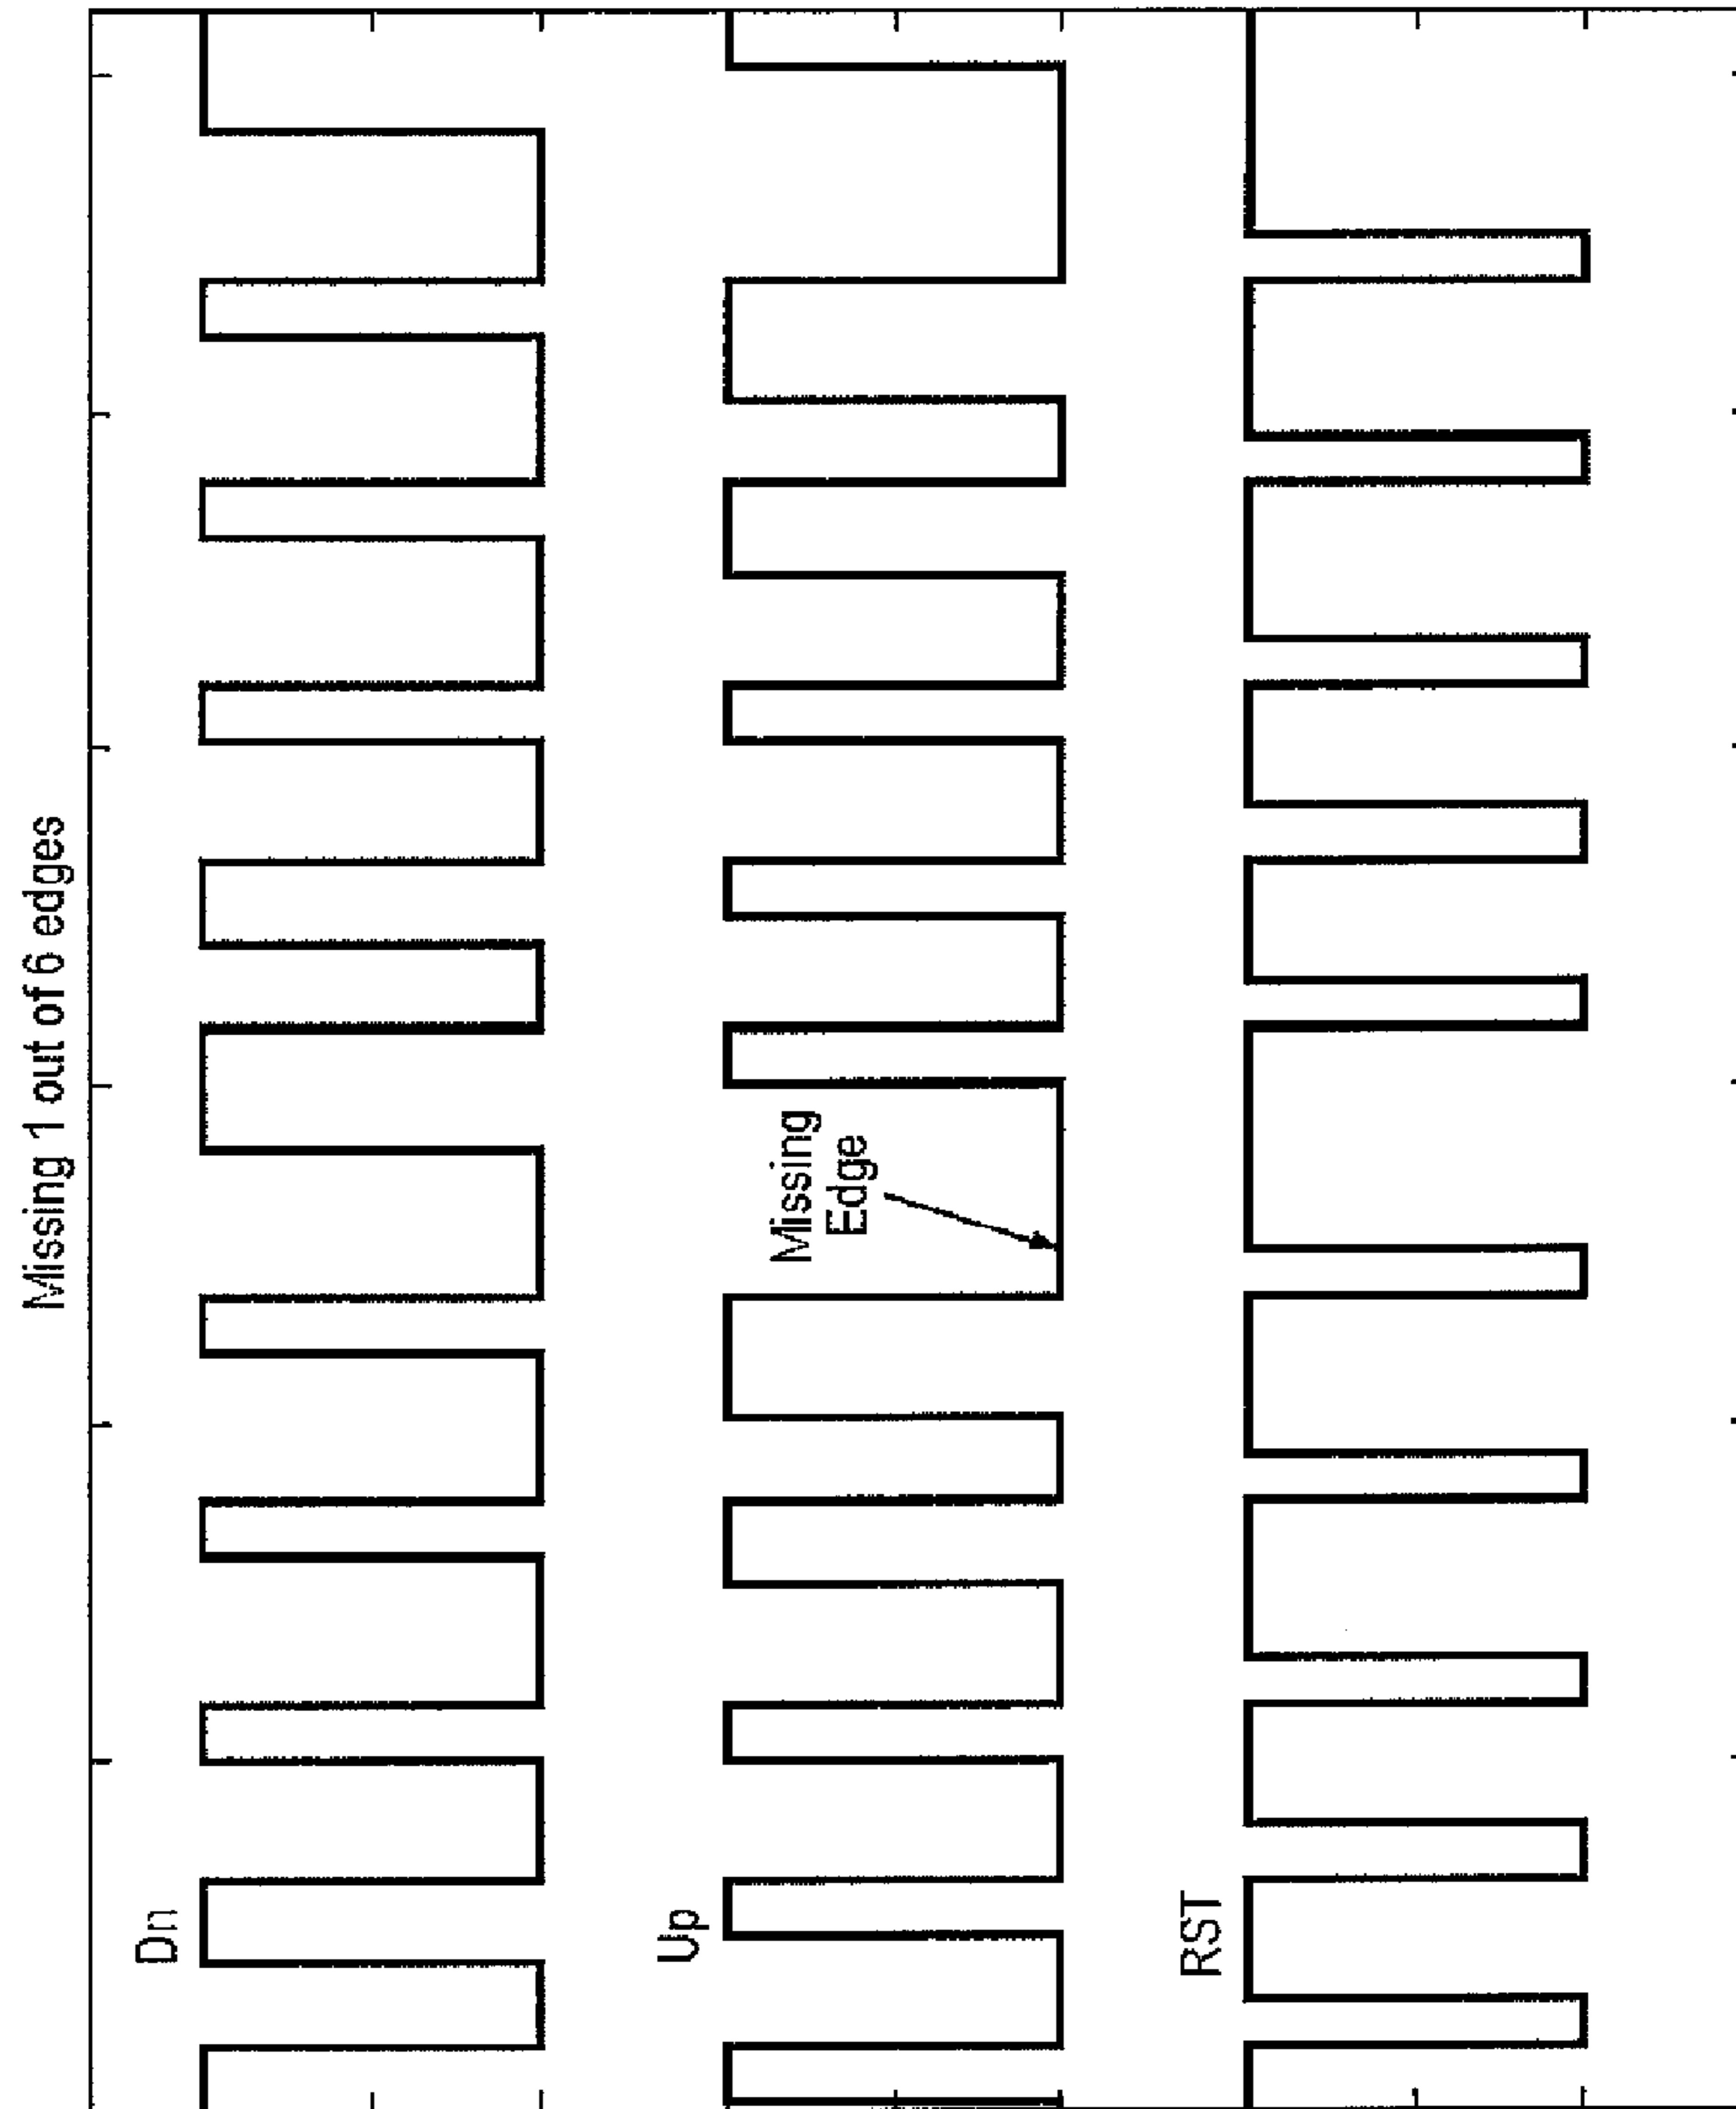 Missing 1 out of 6 edges
Dn
Up
Missing
Edge
RST